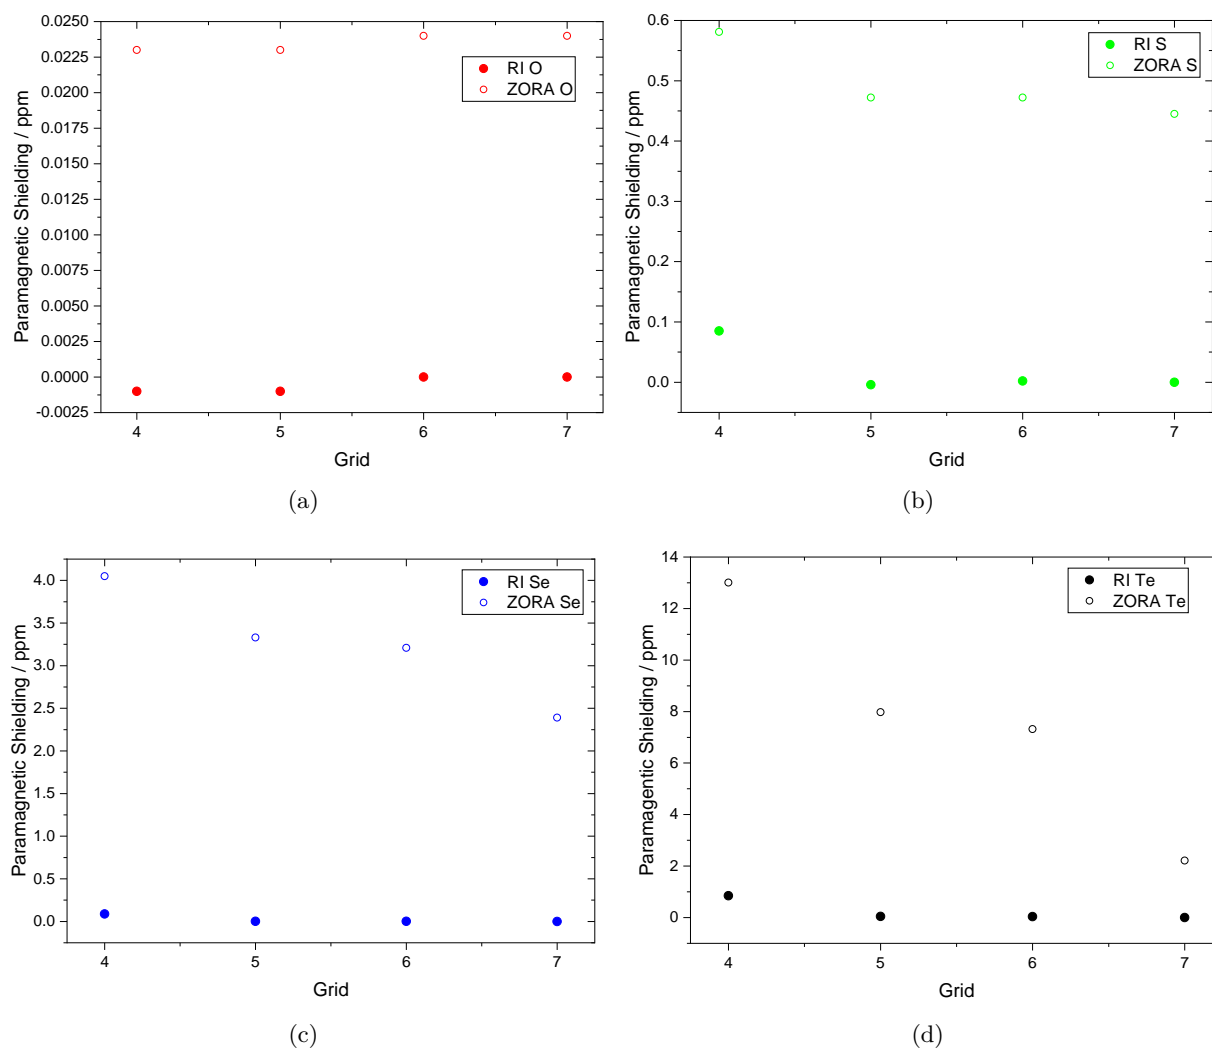 0.0250
0.0225
0.0200
0.0175
0.0150
0.0125
0.0100
0.0075
0.0050
0.0025
0.0000
-0.0025
Paramagnetic Shielding / ppm
RI O
ZORA O
4 5 6 7
Grid
(a)
0.6
0.5
0.4
0.3
0.2
0.1
0.0
Paramagnetic Shielding / ppm
RI S
ZORA S
4 5 6 7
Grid
(b)
4.0
3.5
3.0
2.5
2.0
1.5
1.0
0.5
0.0
Paramagnetic Shielding / ppm
RI Se
ZORA Se
4 5 6 7
Grid
(c)
14
12
10
8
6
4
2
0
Paramagentic Shielding / ppm
RI Te
ZORA Te
4 5 6 7
Grid
(d)